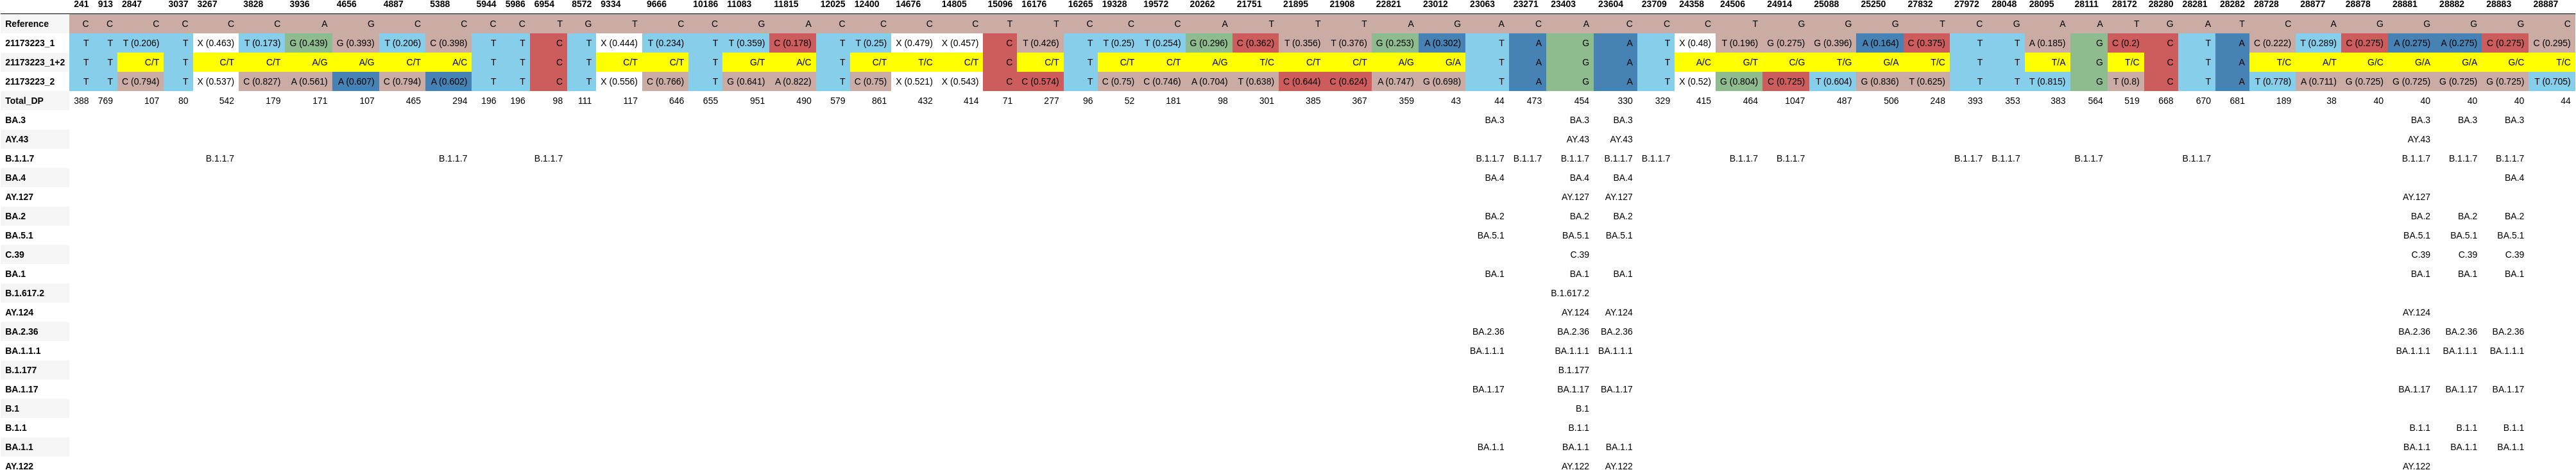 241 913 2847 3037 3267 3828 3936 4656 4887 5388 5944 5986 6954 8572 9334 9666 10186 11083 11815 12025 12400 14676 14805 15096 16176 16265 19328 19572 20262 21751 21895 21908 22821 23012 23063 23271 23403 23604 23709 24358 24506 24914 25088 25250 27832 27972 28048 28095 28111 28172 28280 28281 28282 28728 28877 28878 28881 28882 28883 28887
Reference C C C C C C A G C C C C T G T C C G A C C C C T T C C C A T T T A G A C A C C C T G G G T C G A A T G A T C A G G G G C
21173223_1 T T T (0.206) T X (0.463) T (0.173) G (0.439) G (0.393) T (0.206) C (0.398) T T C T X (0.444) T (0.234) T T (0.359) C (0.178) T T (0.25) X (0.479) X (0.457) C T (0.426) T T (0.25) T (0.254) G (0.296) C (0.362) T (0.356) T (0.376) G (0.253) A (0.302) T A G A T X (0.48) T (0.196) G (0.275) G (0.396) A (0.164) C (0.375) T T A (0.185) G C (0.2) C T A C (0.222) T (0.289) C (0.275) A (0.275) A (0.275) C (0.275) C (0.295)
21173223_1+2 T T C/T T C/T C/T A/G A/G C/T A/C T T C T C/T C/T T G/T A/C T C/T T/C C/T C C/T T C/T C/T A/G T/C C/T C/T A/G G/A T A G A T A/C G/T C/G G/T G/A T/C T T T/A G T/C C T A T/C A/T G/C G/A G/A G/C T/C
21173223_2 T T C (0.794) T X (0.537) C (0.827) A (0.561) A (0.607) C (0.794) A (0.602) T T C T X (0.556) C (0.766) T G (0.641) A (0.822) T C (0.75) X (0.521) X (0.543) C C (0.574) T C (0.75) C (0.746) A (0.704) T (0.638) C (0.644) C (0.624) A (0.747) G (0.698) T A G A T X (0.52) G (0.804) C (0.725) T (0.604) G (0.836) T (0.625) T T T (0.815) G T (0.8) C T A T (0.778) A (0.711) G (0.725) G (0.725) G (0.725) G (0.725) T (0.705)
Total_DP 388 769 107 80 542 179 171 107 465 294 196 196 98 111 117 646 655 951 490 579 861 432 414 71 277 96 52 181 98 301 385 367 359 43 44 473 454 330 329 415 464 1047 487 506 248 393 353 383 564 519 668 670 681 189 38 40 40 40 40 44
BA.3 BA.3 BA.3 BA.3 BA.3 BA.3 BA.3
AY.43 AY.43 AY.43 AY.43
B.1.1.7 B.1.1.7 B.1.1.7 B.1.1.7 B.1.1.7 B.1.1.7 B.1.1.7 B.1.1.7 B.1.1.7 B.1.1.7 B.1.1.7 B.1.1.7 B.1.1.7 B.1.1.7 B.1.1.7 B.1.1.7 B.1.1.7 B.1.1.7
BA.4 BA.4 BA.4 BA.4 BA.4
AY.127 AY.127 AY.127 AY.127
BA.2 BA.2 BA.2 BA.2 BA.2 BA.2 BA.2
BA.5.1 BA.5.1 BA.5.1 BA.5.1 BA.5.1 BA.5.1 BA.5.1
C.39 C.39 C.39 C.39 C.39
BA.1 BA.1 BA.1 BA.1 BA.1 BA.1 BA.1
B.1.617.2 B.1.617.2
AY.124 AY.124 AY.124 AY.124
BA.2.36 BA.2.36 BA.2.36 BA.2.36 BA.2.36 BA.2.36 BA.2.36
BA.1.1.1 BA.1.1.1 BA.1.1.1 BA.1.1.1 BA.1.1.1 BA.1.1.1 BA.1.1.1
B.1.177 B.1.177
BA.1.17 BA.1.17 BA.1.17 BA.1.17 BA.1.17 BA.1.17 BA.1.17
B.1 B.1
B.1.1 B.1.1 B.1.1 B.1.1 B.1.1
BA.1.1 BA.1.1 BA.1.1 BA.1.1 BA.1.1 BA.1.1 BA.1.1
AY.122 AY.122 AY.122 AY.122